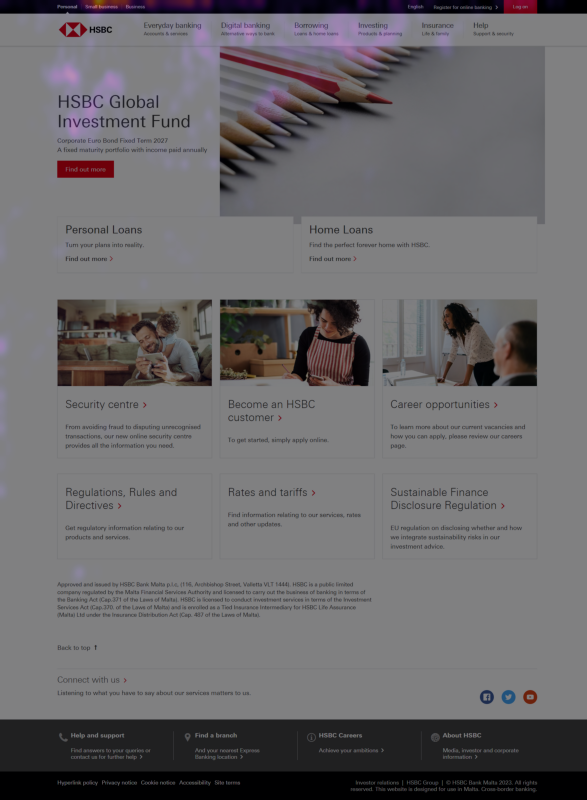 Personal Small business Business
English Register for online banking Log on
HSBC
Everyday banking Digital banking Borrowing Investing Insurance Help
Accounts & services Alternative ways to bank Loans & home loans Products & planning Life & family Support & security
HSBC Global
Investment Fund
Corporate Euro Bond Fixed Term 2027
A fixed maturity portfolio with income paid annually
Find out more
Personal Loans
Turn your plans into reality.
Find out more
Home Loans
Find the perfect forever home with HSBC.
Find out more
Security centre
From avoiding fraud to disputing unrecognised
transactions, our new online security centre
provides all the information you need.
Become an HSBC
customer
To get started, simply apply online.
Career opportunities
To learn more about our current vacancies and
how you can apply, please review our careers
page.
Regulations, Rules and
Directives
Get regulatory information relating to our
products and services.
Rates and tariffs
Find information relating to our services, rates
and other updates.
Sustainable Finance
Disclosure Regulation
EU regulation on disclosing whether and how
we integrate sustainability risks in our
investment advice.
Approved and issued by HSBC Bank Malta p.l.c. (116, Archbishop Street, Valletta VLT 1444). HSBC is a public limited
company regulated by the Malta Financial Services Authority and licensed to carry out the business of banking in terms of
the Banking Act (Cap.371 of the Laws of Malta). HSBC is licensed to conduct investment services in terms of the Investment
Services Act (Cap.370. of the Laws of Malta) and is enrolled as a Tied Insurance Intermediary for HSBC Life Assurance
(Malta) Ltd under the Insurance Distribution Act (Cap. 487 of the Laws of Malta).
Back to top
Connect with us
Listening to what you have to say about our services matters to us.
Help and support
Find answers to your queries or
contact us for further help
Find a branch
And your nearest Express
Banking location
HSBC Careers
Achieve your ambitions
About HSBC
Media, investor and corporate
information
Hyperlink policy Privacy notice Cookie notice Accessibility Site terms
Investor relations | HSBC Group | © HSBC Bank Malta 2023. All rights
reserved. This website is designed for use in Malta. Cross-border banking.